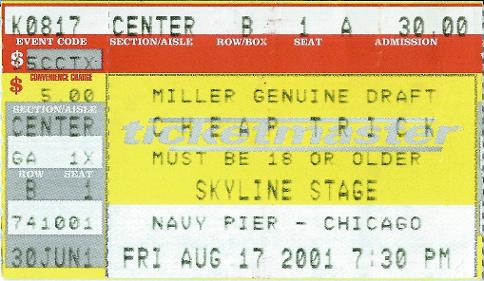 K0817 CENTER B 1 A 30.00
EVENT CODE SECTION/AISLE ROW/BOX SEAT ADMISSION
$ 5CCTX
CONVENIENCE CHARGE
$ 5.00
SECTION/AISLE
CENTER
GA 1X
ROW SEAT
B 1
741001
30JUN1
MILLER GENUINE DRAFT
CHEAP TRICK
ticketmaster
MUST BE 18 OR OLDER
SKYLINE STAGE
NAVY PIER - CHICAGO
FRI AUG 17 2001 7:30 PM